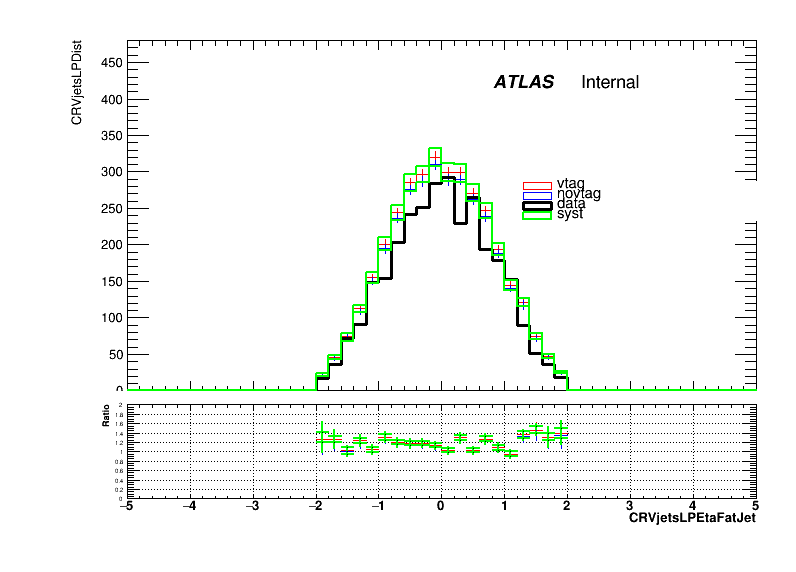 CRVjetsLPDist
450
400
350
300
250
200
150
100
50
0
ATLAS Internal
vtag
novtag
data
syst
Ratio
2
1.8
1.6
1.4
1.2
1
0.8
0.6
0.4
0.2
0
−5 −4 −3 −2 −1 0 1 2 3 4 5
CRVjetsLPEtaFatJet